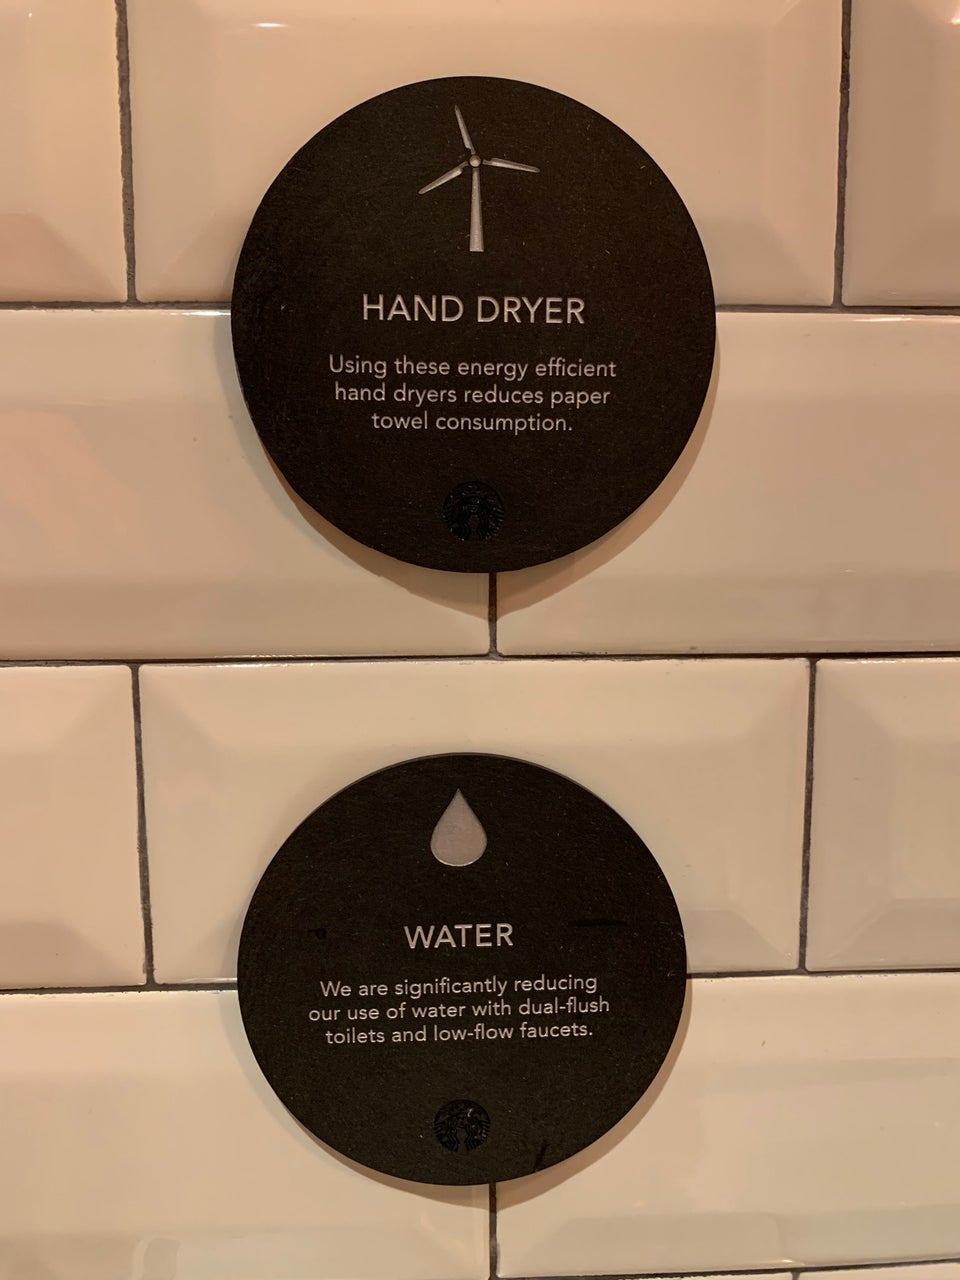 HAND DRYER
Using these energy efficient
hand dryers reduces paper
towel consumption.
WATER
We are significantly reducing
our use of water with dual-flush
toilets and low-flow faucets.